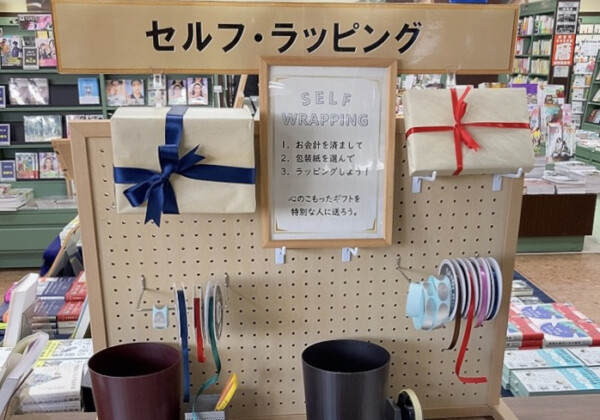 セルフ・ラッピング
SELF
WRAPPING
1. お会計を済まして
2. 包装紙を選んで
3. ラッピングしよう！
心のこもったギフトを
特別な人に送ろう。